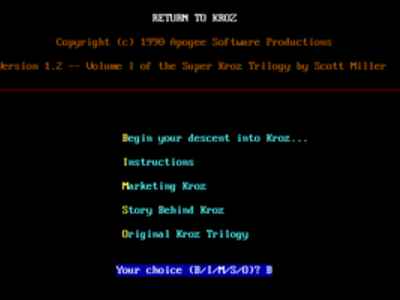 RETURN TO KROZ
Copyright (c) 1990 Apogee Software Productions
Version 1.2 -- Volume I of the Super Kroz Trilogy by Scott Miller
Begin your descent into Kroz...
Instructions
Marketing Kroz
Story Behind Kroz
Original Kroz Trilogy
Your choice (B/I/M/S/O)? B